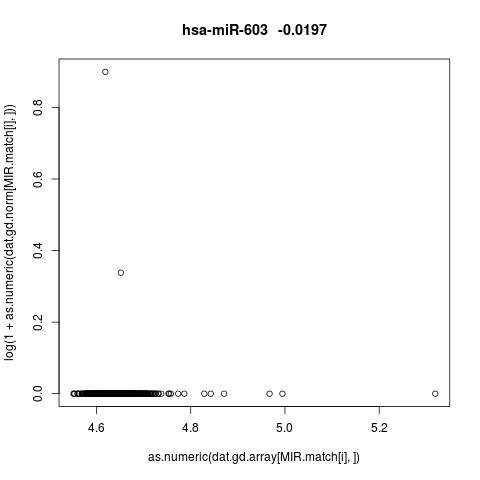 hsa-miR-603 -0.0197
log(1 + as.numeric(dat.gd.norm[MIR.match[i], ]))
0.8
0.6
0.4
0.2
0.0
4.6 4.8 5.0 5.2
as.numeric(dat.gd.array[MIR.match[i], ])